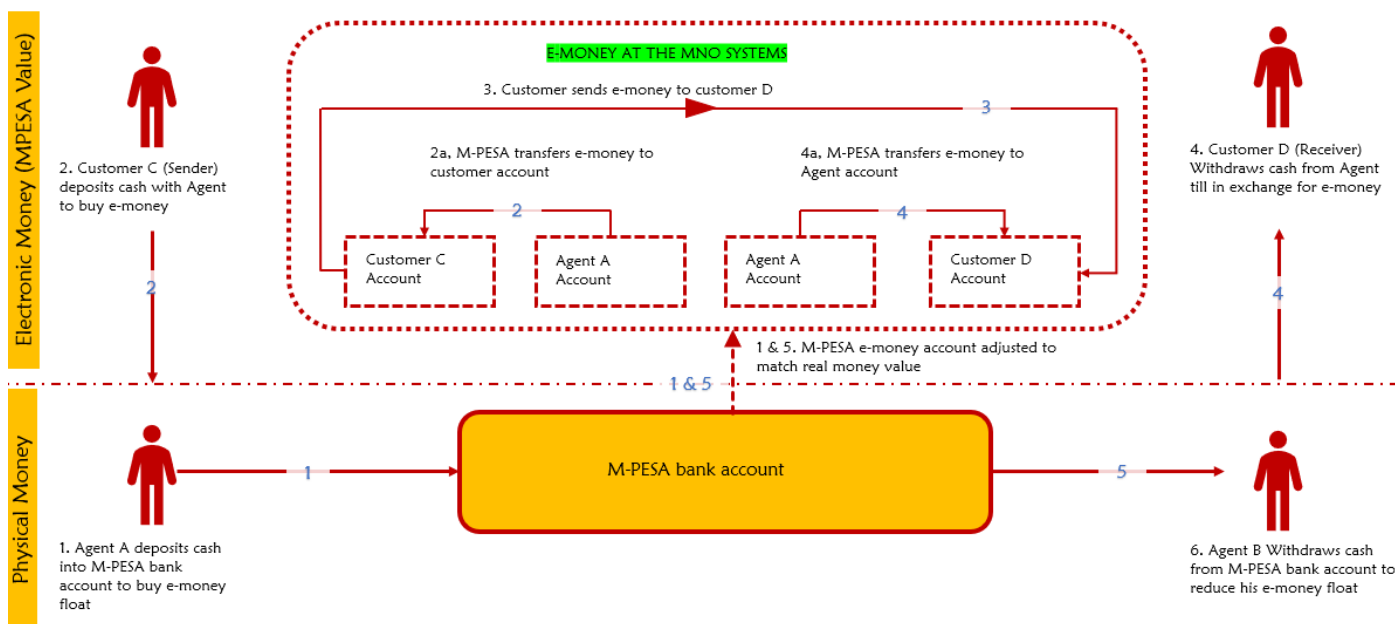 Electronic Money (MPESA Value)
E-MONEY AT THE MNO SYSTEMS
3. Customer sends e-money to customer D
3
2. Customer C (Sender)
deposits cash with Agent
to buy e-money
2a, M-PESA transfers e-money to
customer account
4a, M-PESA transfers e-money to
Agent account
4. Customer D (Receiver)
Withdraws cash from Agent
till in exchange for e-money
2
4
Customer C
Account
Agent A
Account
Agent A
Account
Customer D
Account
2
4
1 & 5. M-PESA e-money account adjusted to
match real money value
1 & 5
Physical Money
1
M-PESA bank account
5
1. Agent A deposits cash
into M-PESA bank
account to buy e-money
float
6. Agent B Withdraws cash
from M-PESA bank account to
reduce his e-money float